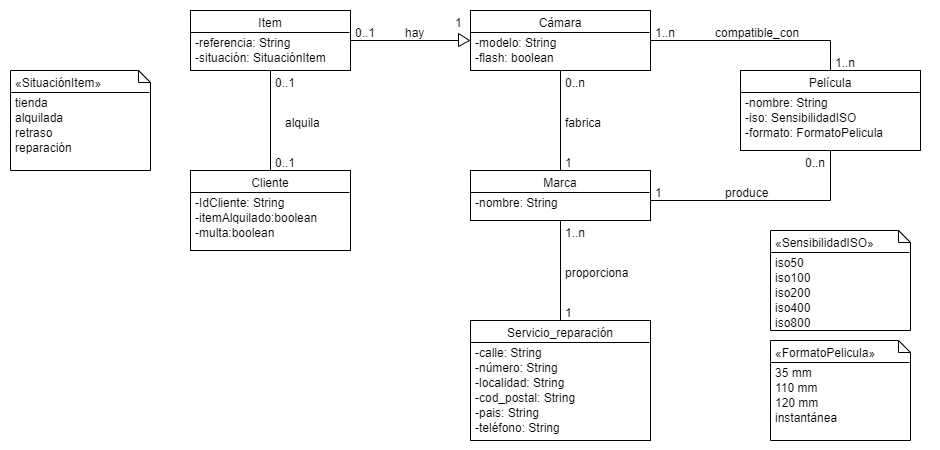 Item
-referencia: String
-situación: SituaciónItem
0..1
hay
1
Cámara
-modelo: String
-flash: boolean
1..n
compatible_con
1..n
«SituaciónItem»
tienda
alquilada
retraso
reparación
0..1
alquila
0..1
0..n
fabrica
1
Película
-nombre: String
-iso: SensibilidadISO
-formato: FormatoPelicula
0..n
Cliente
-IdCliente: String
-itemAlquilado:boolean
-multa:boolean
Marca
-nombre: String
1
produce
1..n
proporciona
1
«SensibilidadISO»
iso50
iso100
iso200
iso400
iso800
Servicio_reparación
-calle: String
-número: String
-localidad: String
-cod_postal: String
-pais: String
-teléfono: String
«FormatoPelicula»
35 mm
110 mm
120 mm
instantánea